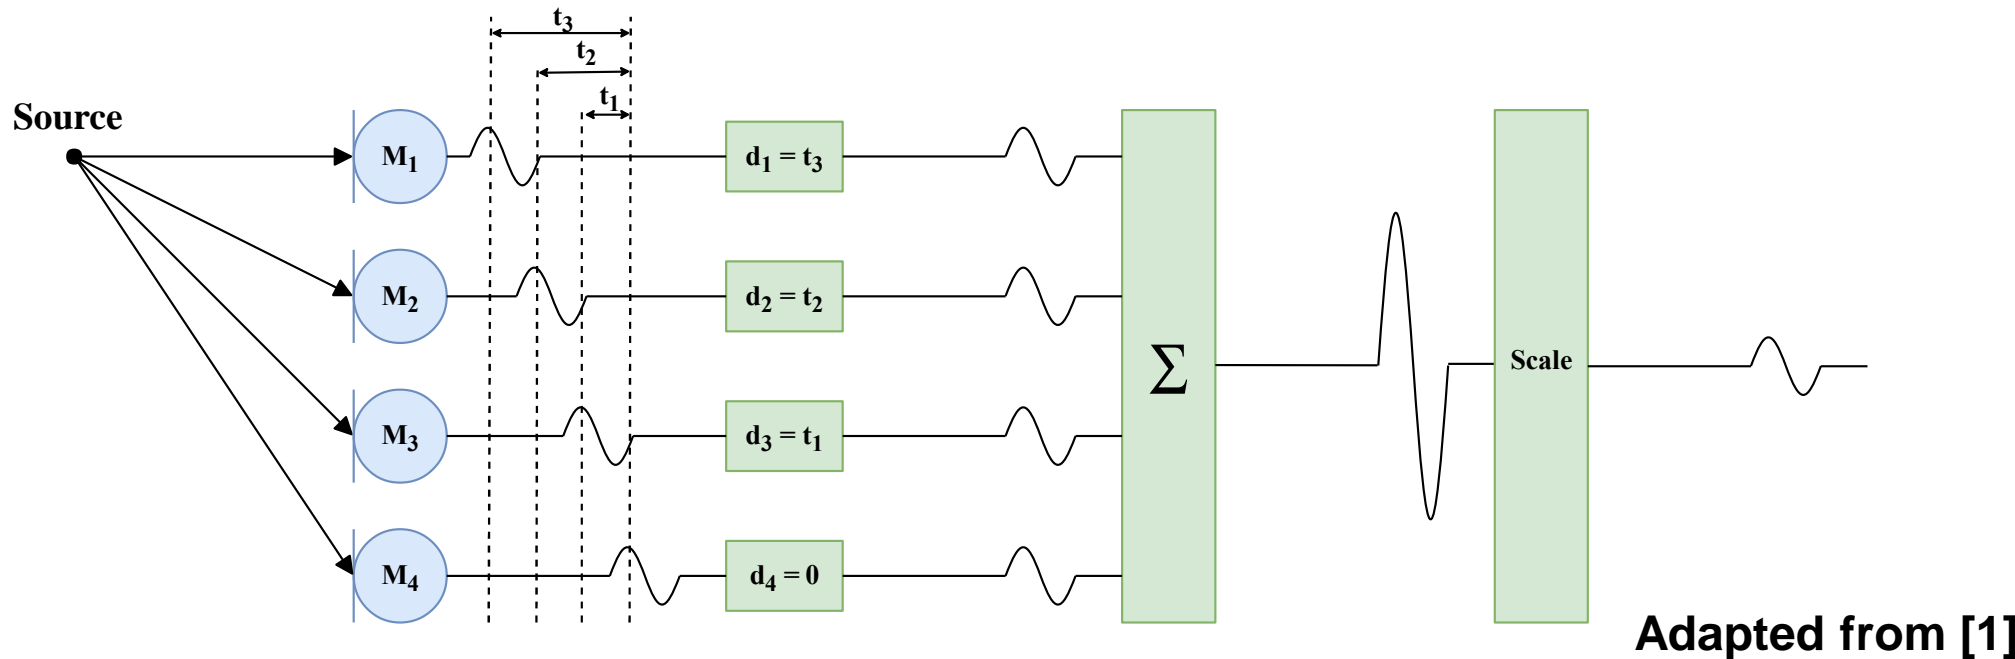 t₃
t₂
t₁
Source
M₁
d₁ = t₃
M₂
d₂ = t₂
Σ
Scale
M₃
d₃ = t₁
M₄
d₄ = 0
Adapted from [1]